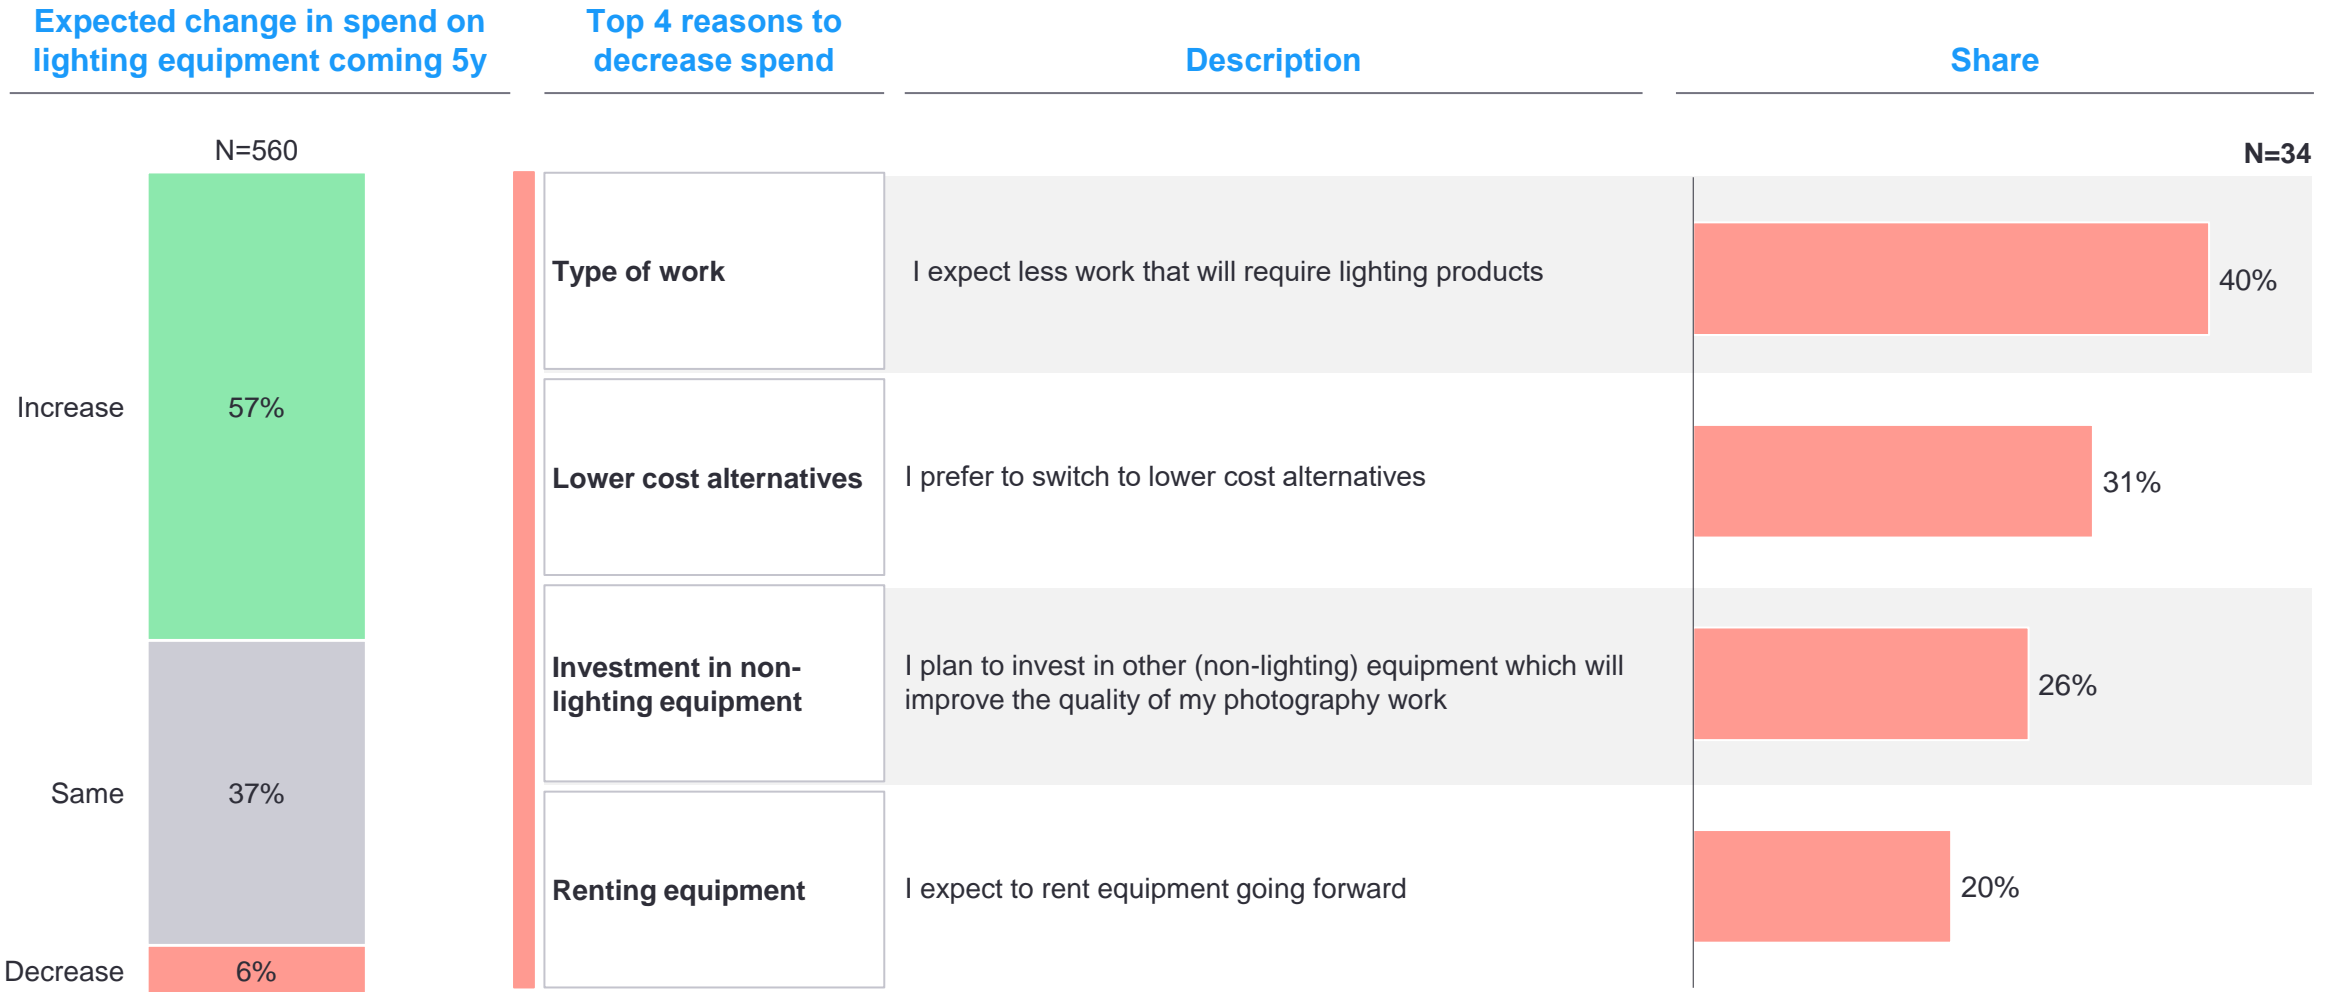 Expected change in spend on
lighting equipment coming 5y
Top 4 reasons to
decrease spend
Description
Share
N=560
N=34
Increase
57%
Same
37%
Decrease
6%
Type of work
I expect less work that will require lighting products
40%
Lower cost alternatives
I prefer to switch to lower cost alternatives
31%
Investment in non-
lighting equipment
I plan to invest in other (non-lighting) equipment which will
improve the quality of my photography work
26%
Renting equipment
I expect to rent equipment going forward
20%